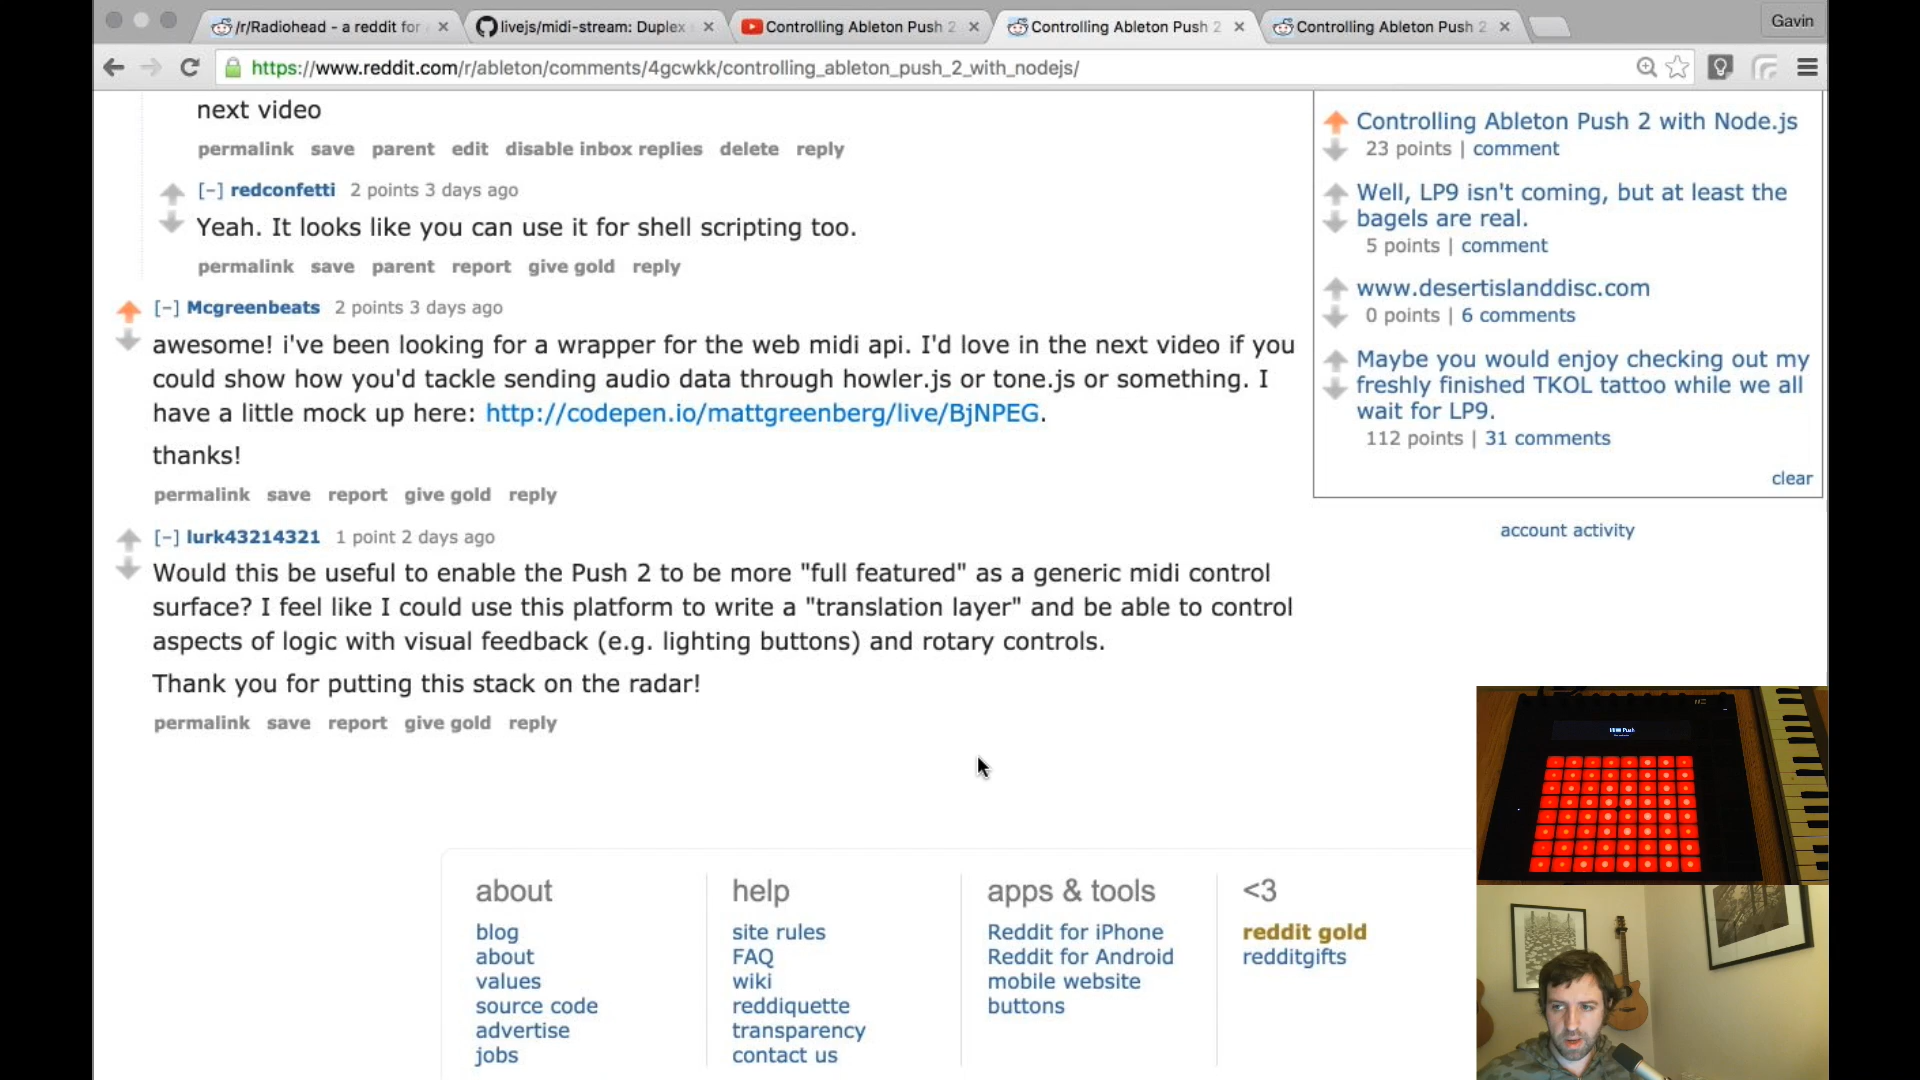 /r/Radiohead - a reddit for
livejs/midi-stream: Duplex
Controlling Ableton Push 2
Controlling Ableton Push 2
Controlling Ableton Push 2
Gavin
https://www.reddit.com/r/ableton/comments/4gcwkk/controlling_ableton_push_2_with_nodejs/
next video
permalink save parent edit disable inbox replies delete reply
[–] redconfetti 2 points 3 days ago
Yeah. It looks like you can use it for shell scripting too.
permalink save parent report give gold reply
[–] Mcgreenbeats 2 points 3 days ago
awesome! i've been looking for a wrapper for the web midi api. I'd love in the next video if you
could show how you'd tackle sending audio data through howler.js or tone.js or something. I
have a little mock up here: http://codepen.io/mattgreenberg/live/BjNPEG.
thanks!
permalink save report give gold reply
[–] lurk43214321 1 point 2 days ago
Would this be useful to enable the Push 2 to be more "full featured" as a generic midi control
surface? I feel like I could use this platform to write a "translation layer" and be able to control
aspects of logic with visual feedback (e.g. lighting buttons) and rotary controls.
Thank you for putting this stack on the radar!
permalink save report give gold reply
Controlling Ableton Push 2 with Node.js
23 points | comment
Well, LP9 isn't coming, but at least the
bagels are real.
5 points | comment
www.desertislanddisc.com
0 points | 6 comments
Maybe you would enjoy checking out my
freshly finished TKOL tattoo while we all
wait for LP9.
112 points | 31 comments
clear
account activity
about
blog
about
values
source code
advertise
jobs
help
site rules
FAQ
wiki
reddiquette
transparency
contact us
apps & tools
Reddit for iPhone
Reddit for Android
mobile website
buttons
<3
reddit gold
redditgifts